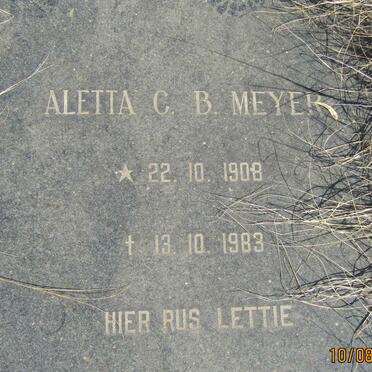 ALETTA C. B. MEYER
★ 22. 10. 1908
† 13. 10. 1983
HIER RUS LETTIE
10/08